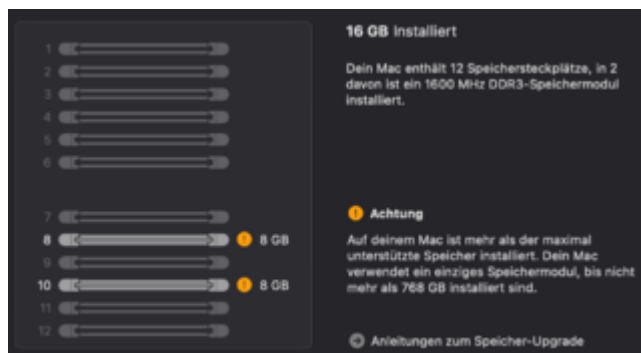 16 GB Installiert
Dein Mac enthält 12 Speichersteckplätze, in 2
davon ist ein 1600 MHz DDR3-Speichermodul
installiert.
1
2
3
4
5
6
7
8 8 GB
9
10 8 GB
11
12
Achtung
Auf deinem Mac ist mehr als der maximal
unterstützte Speicher installiert. Dein Mac
verwendet ein einziges Speichermodul, bis nicht
mehr als 768 GB installiert sind.
Anleitungen zum Speicher-Upgrade